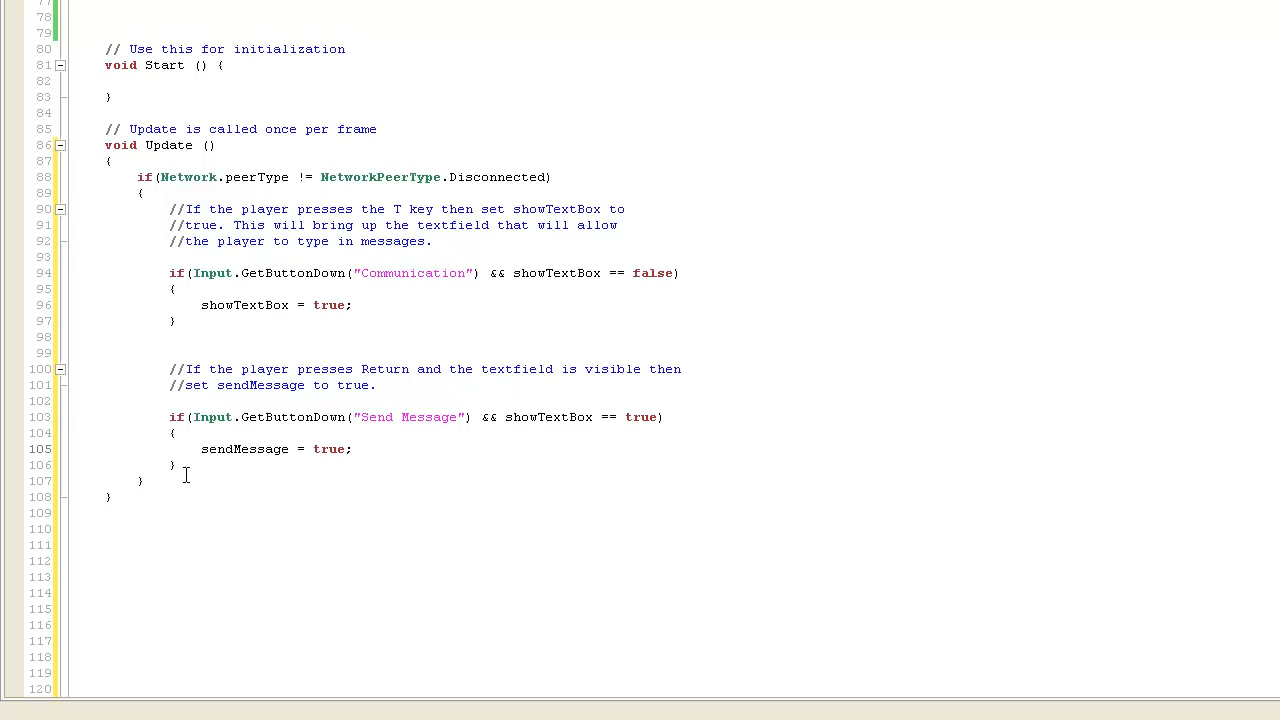 77
78
79
80 // Use this for initialization
81 void Start () {
82
83 }
84
85 // Update is called once per frame
86 void Update ()
87 {
88 if(Network.peerType != NetworkPeerType.Disconnected)
89 {
90 //If the player presses the T key then set showTextBox to
91 //true. This will bring up the textfield that will allow
92 //the player to type in messages.
93
94 if(Input.GetButtonDown("Communication") && showTextBox == false)
95 {
96 showTextBox = true;
97 }
98
99
100 //If the player presses Return and the textfield is visible then
101 //set sendMessage to true.
102
103 if(Input.GetButtonDown("Send Message") && showTextBox == true)
104 {
105 sendMessage = true;
106 }
107 }
108 }
109
110
111
112
113
114
115
116
117
118
119
120